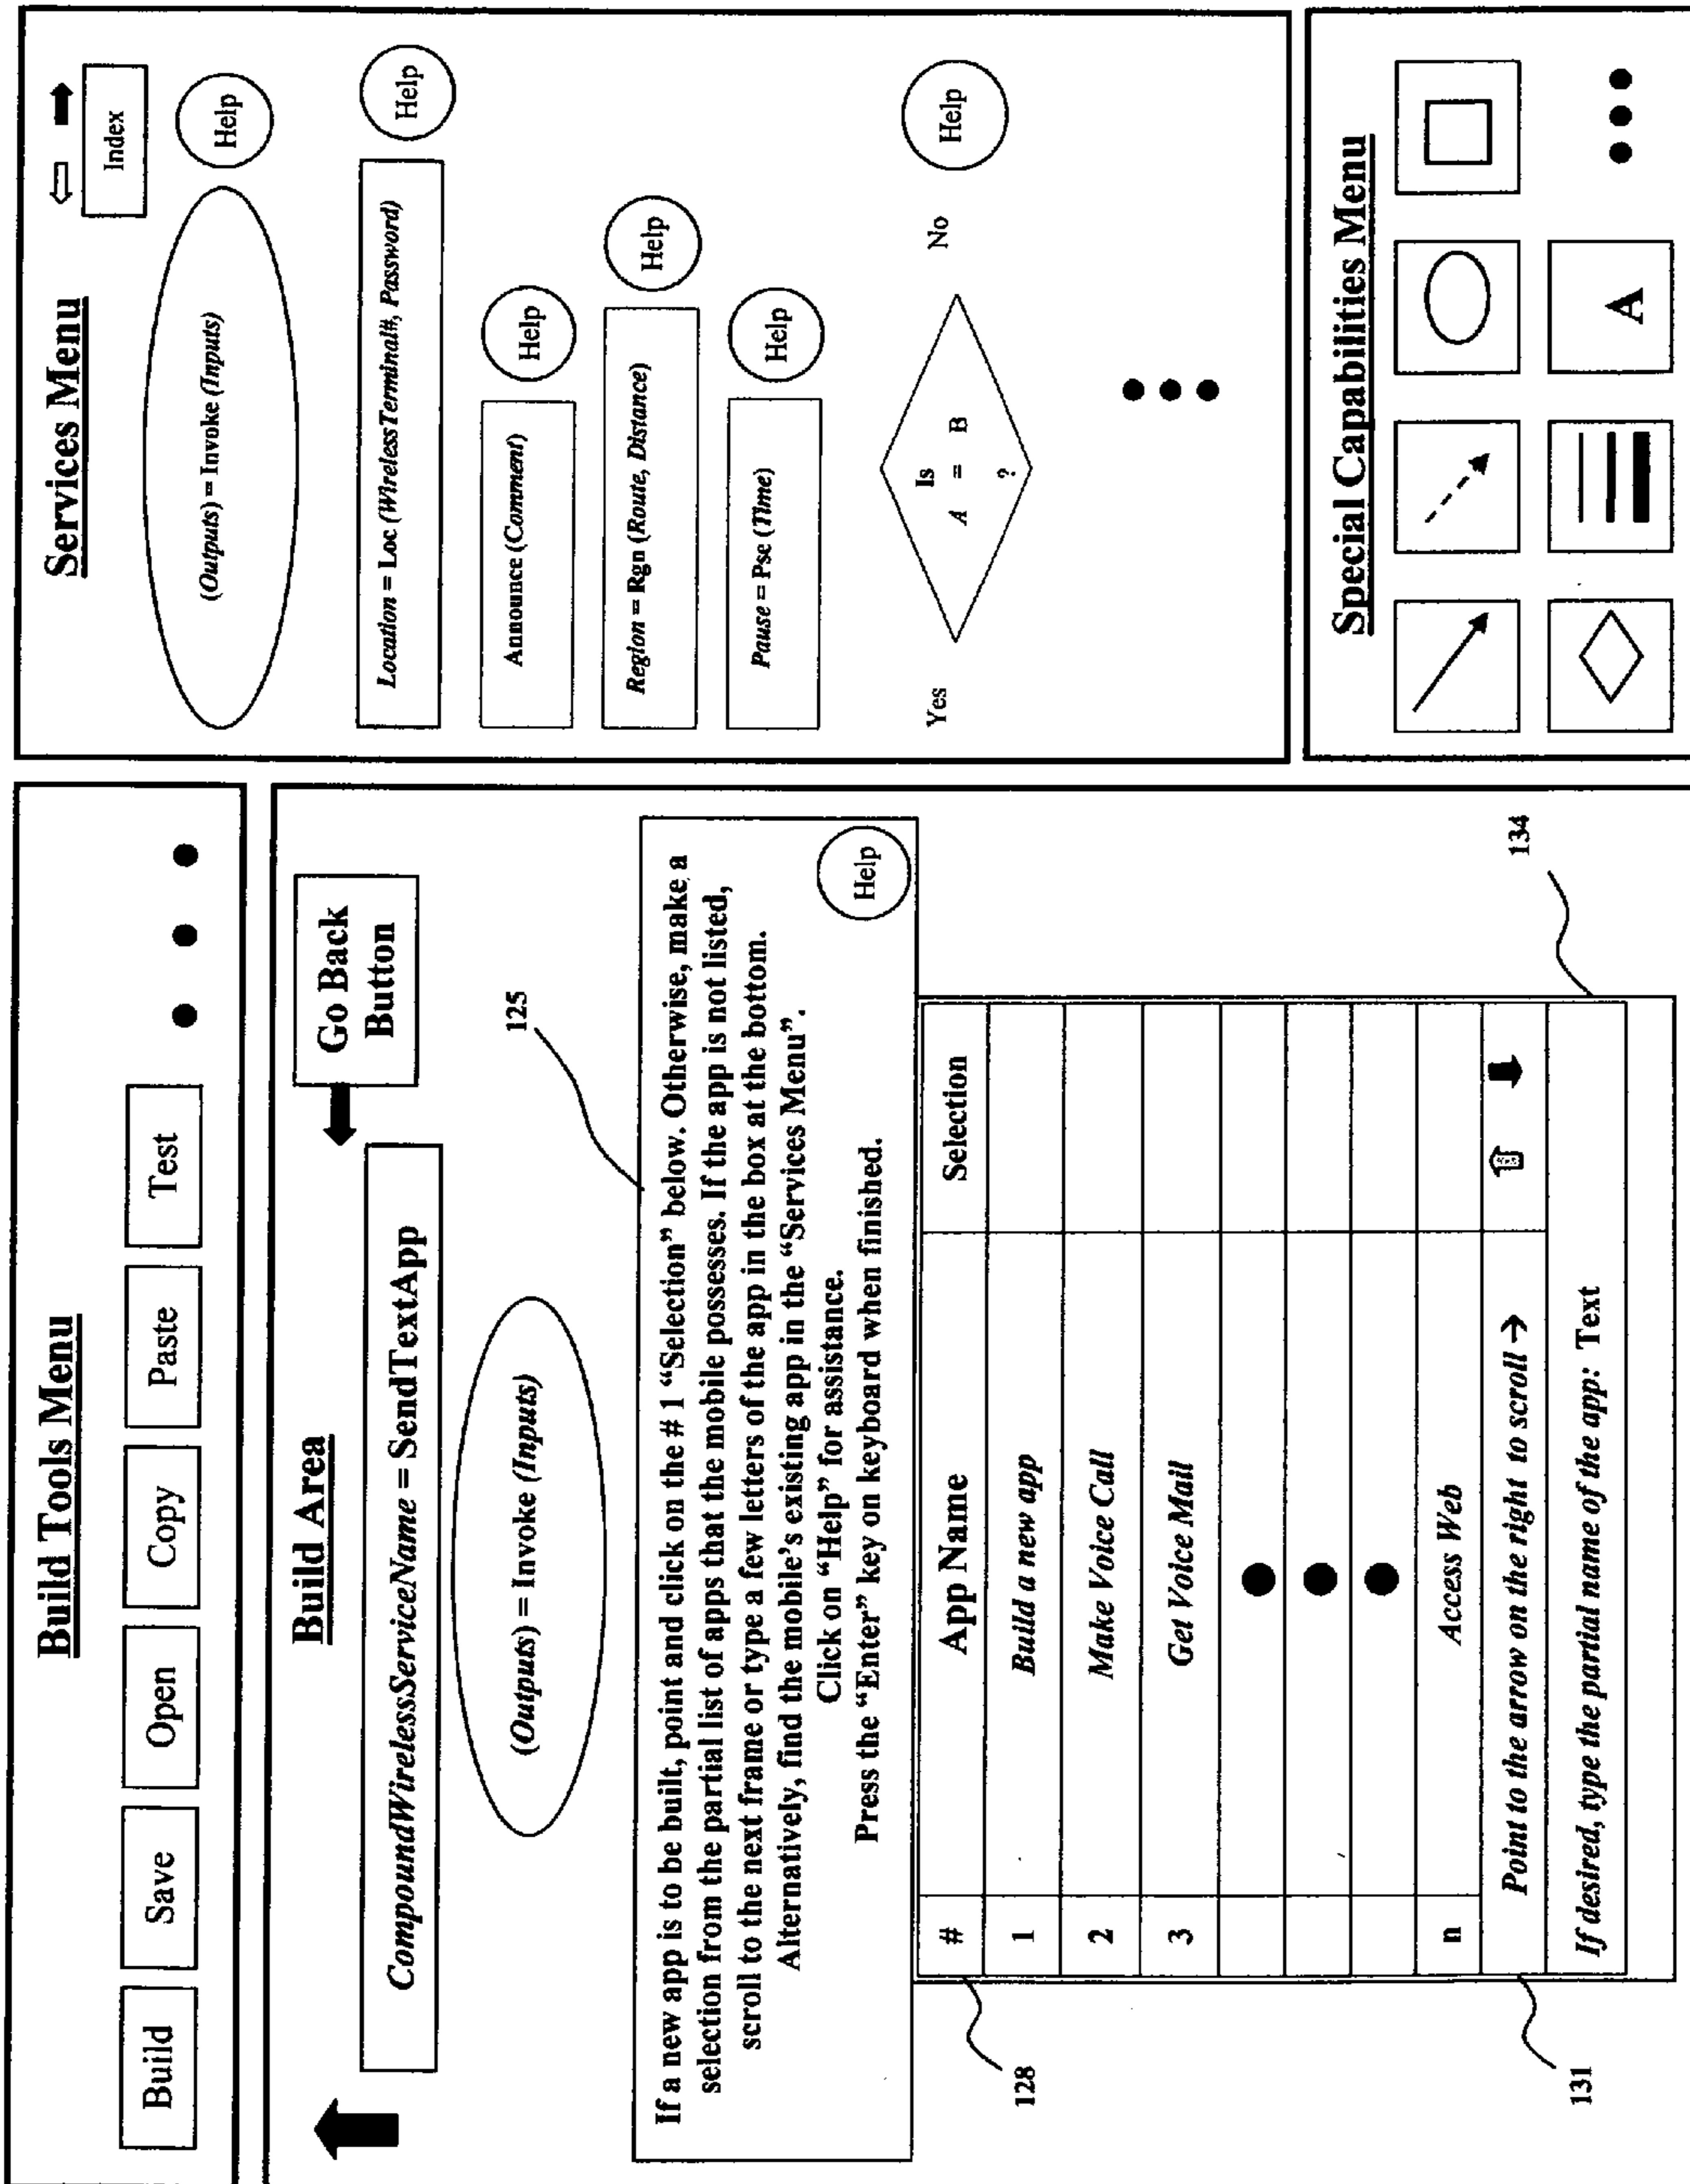 Build Tools Menu
Build
Save
Open
Copy
Paste
Test
Build Area
Go Back
Button
CompoundWirelessServiceName = SendTextApp
(Outputs) = Invoke (Inputs)
125
If a new app is to be built, point and click on the # 1 “Selection” below. Otherwise, make a
selection from the partial list of apps that the mobile possesses. If the app is not listed,
scroll to the next frame or type a few letters of the app in the box at the bottom.
Alternatively, find the mobile’s existing app in the “Services Menu”.
Click on “Help” for assistance.
Press the “Enter” key on keyboard when finished.
Help
# App Name Selection
1 Build a new app
2 Make Voice Call
3 Get Voice Mail
n Access Web
Point to the arrow on the right to scroll →
If desired, type the partial name of the app: Text
128
131
134
Services Menu
Index
(Outputs) = Invoke (Inputs)
Help
Location = Loc (WirelessTerminal#, Password)
Help
Announce (Comment)
Help
Region = Rgn (Route, Distance)
Help
Pause = Pse (Time)
Help
Is
Yes A = B No
?
Help
Special Capabilities Menu
A